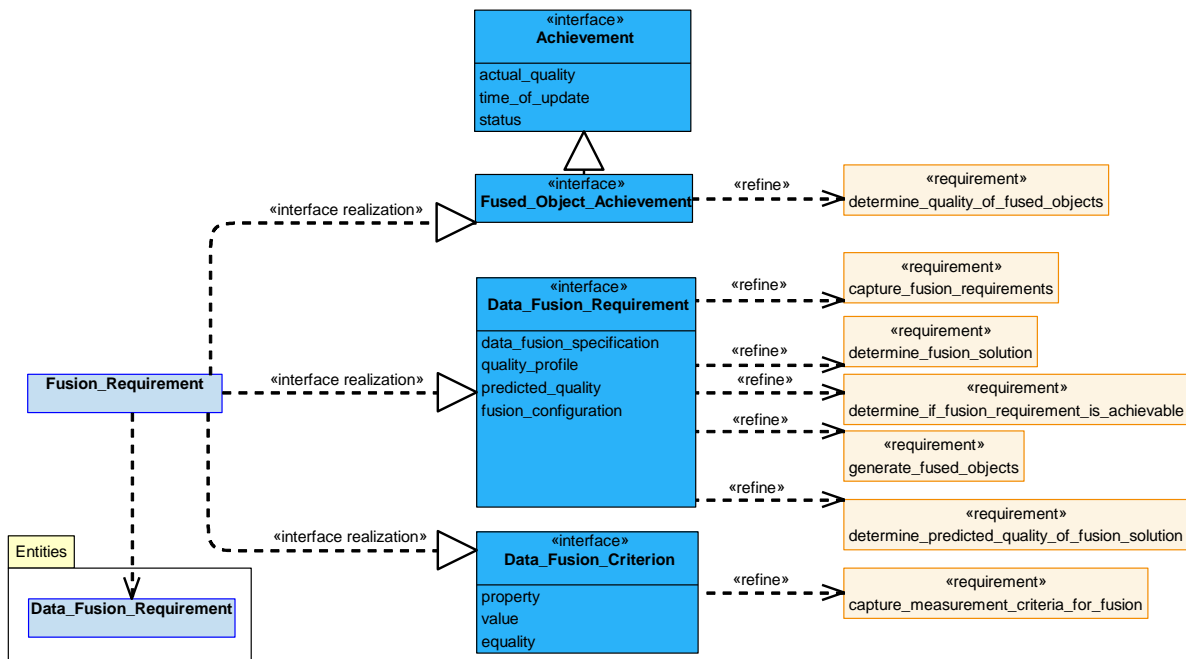 «interface»
Achievement
actual_quality
time_of_update
status
«interface»
Fused_Object_Achievement
«refine»
«requirement»
determine_quality_of_fused_objects
«interface realization»
«interface»
Data_Fusion_Requirement
data_fusion_specification
quality_profile
predicted_quality
fusion_configuration
«refine»
«requirement»
capture_fusion_requirements
«refine»
«requirement»
determine_fusion_solution
«refine»
«requirement»
determine_if_fusion_requirement_is_achievable
«refine»
«requirement»
generate_fused_objects
«refine»
«requirement»
determine_predicted_quality_of_fusion_solution
Fusion_Requirement
«interface realization»
«interface realization»
«interface»
Data_Fusion_Criterion
property
value
equality
«refine»
«requirement»
capture_measurement_criteria_for_fusion
Entities
Data_Fusion_Requirement